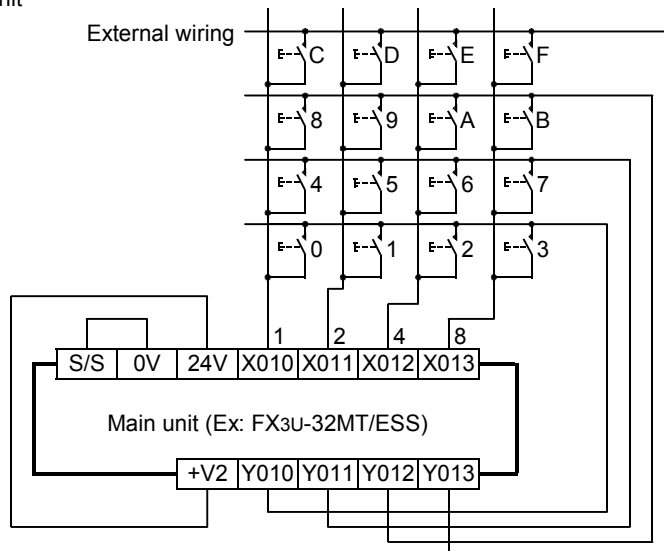 nit
External wiring
C D E F
8 9 A B
4 5 6 7
0 1 2 3
1 2 4 8
S/S 0V 24V X010 X011 X012 X013
Main unit (Ex: FX3U-32MT/ESS)
+V2 Y010 Y011 Y012 Y013